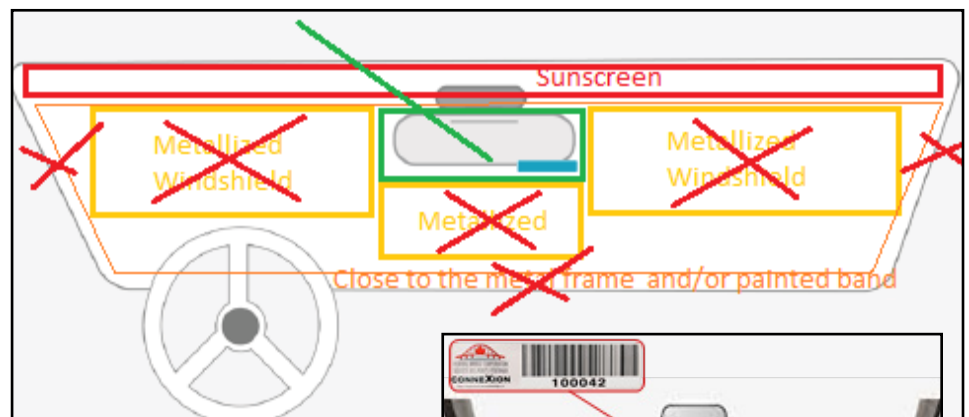 Sunscreen
Metallized
Windshield
Metallized
Windshield
Metallized
Close to the metal frame and/or painted band
CONNEXION
100042